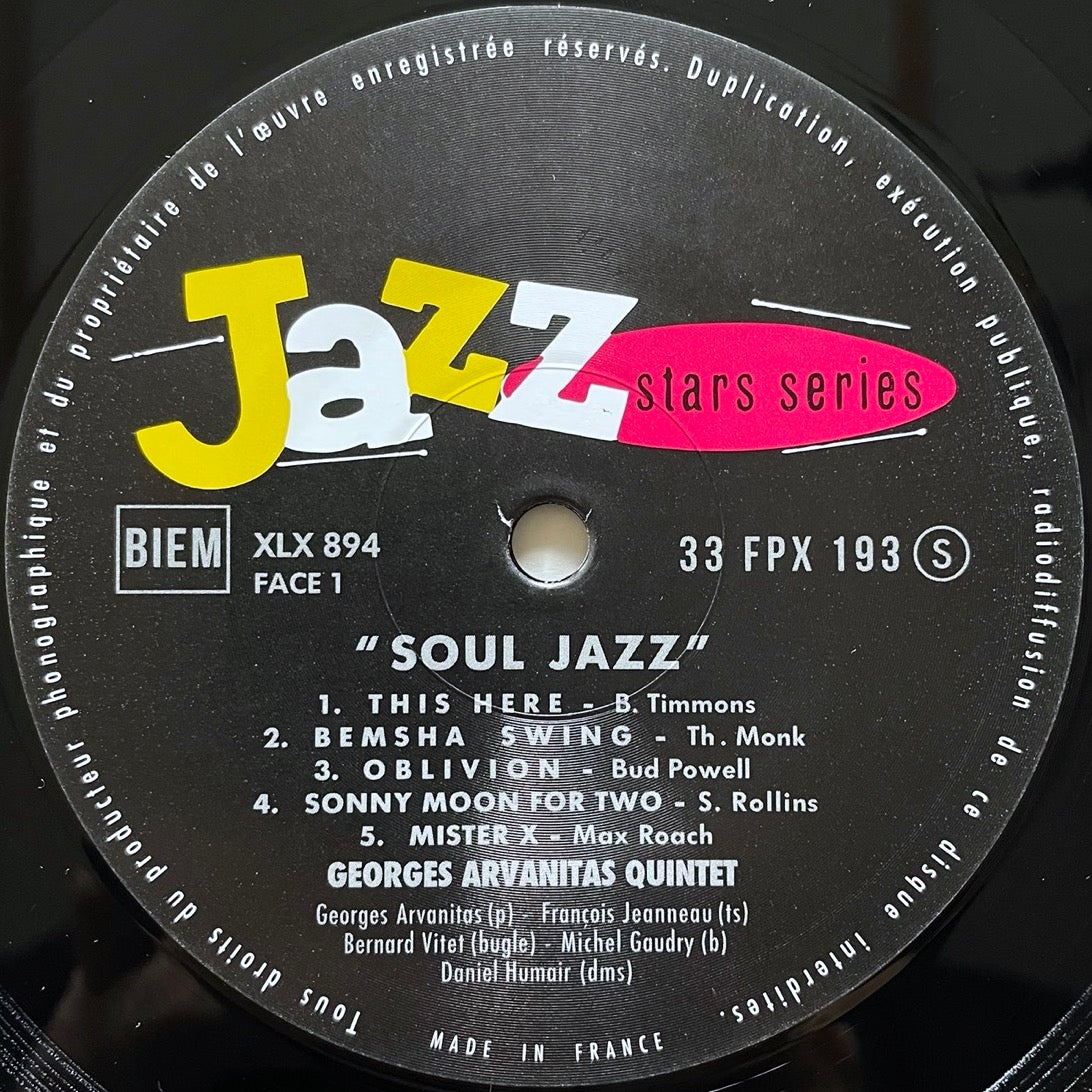 Tous droits du producteur phonographique et du propriétaire de l'œuvre enregistrée réservés. Duplication, exécution publique, radiodiffusion de ce disque interdites.
Jazz stars series
BIEM
XLX 894
FACE 1
33 FPX 193 S
"SOUL JAZZ"
1. THIS HERE - B. Timmons
2. BEMSHA SWING - Th. Monk
3. OBLIVION - Bud Powell
4. SONNY MOON FOR TWO - S. Rollins
5. MISTER X - Max Roach
GEORGES ARVANITAS QUINTET
Georges Arvanitas (p) - François Jeanneau (ts)
Bernard Vitet (bugle) - Michel Gaudry (b)
Daniel Humair (dms)
MADE IN FRANCE